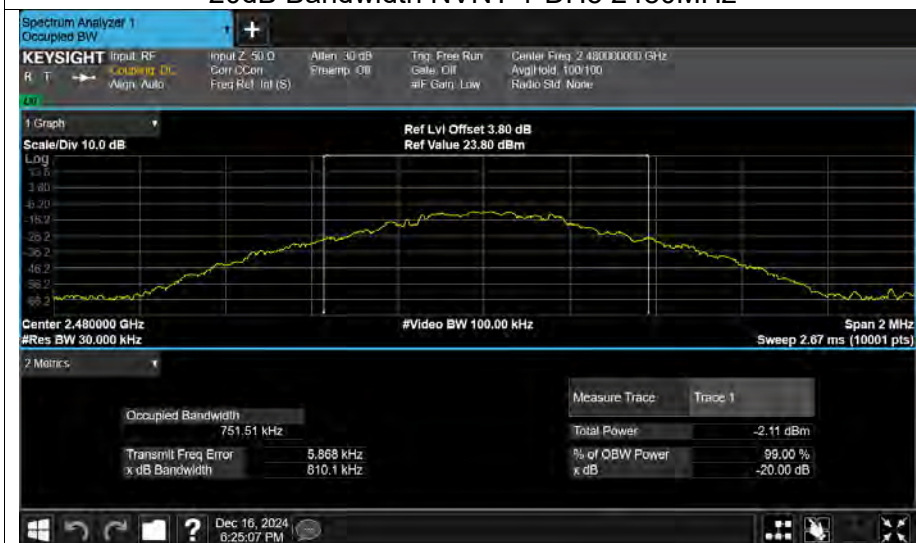 20dB Bandwidth NVNT 1-DH5 2480MHz
Spectrum Analyzer 1
Occupied BW
1
+
KEYSIGHT Input: RF Input Z: 50 Ω Atten: 30 dB Trig: Free Run Center Freq: 2.480000000 GHz
R T Coupling: DC Corr CCorr Preamp: Off Gate: Off Avg|Hold: 100/100
Align: Auto Freq Ref: Int (S) #IF Gain: Low Radio Std: None
1 Graph
Ref Lvl Offset 3.80 dB
Scale/Div 10.0 dB Ref Value 23.80 dBm
Log
3.80
-6.20
-16.2
-26.2
-36.2
-46.2
-56.2
-66.2
Center 2.480000 GHz #Video BW 100.00 kHz Span 2 MHz
#Res BW 30.000 kHz Sweep 2.67 ms (10001 pts)
2 Metrics
Measure Trace Trace 1
Occupied Bandwidth
751.51 kHz Total Power -2.11 dBm
Transmit Freq Error 5.868 kHz % of OBW Power 99.00 %
x dB Bandwidth 810.1 kHz x dB -20.00 dB
?
Dec 16, 2024
6:25:07 PM